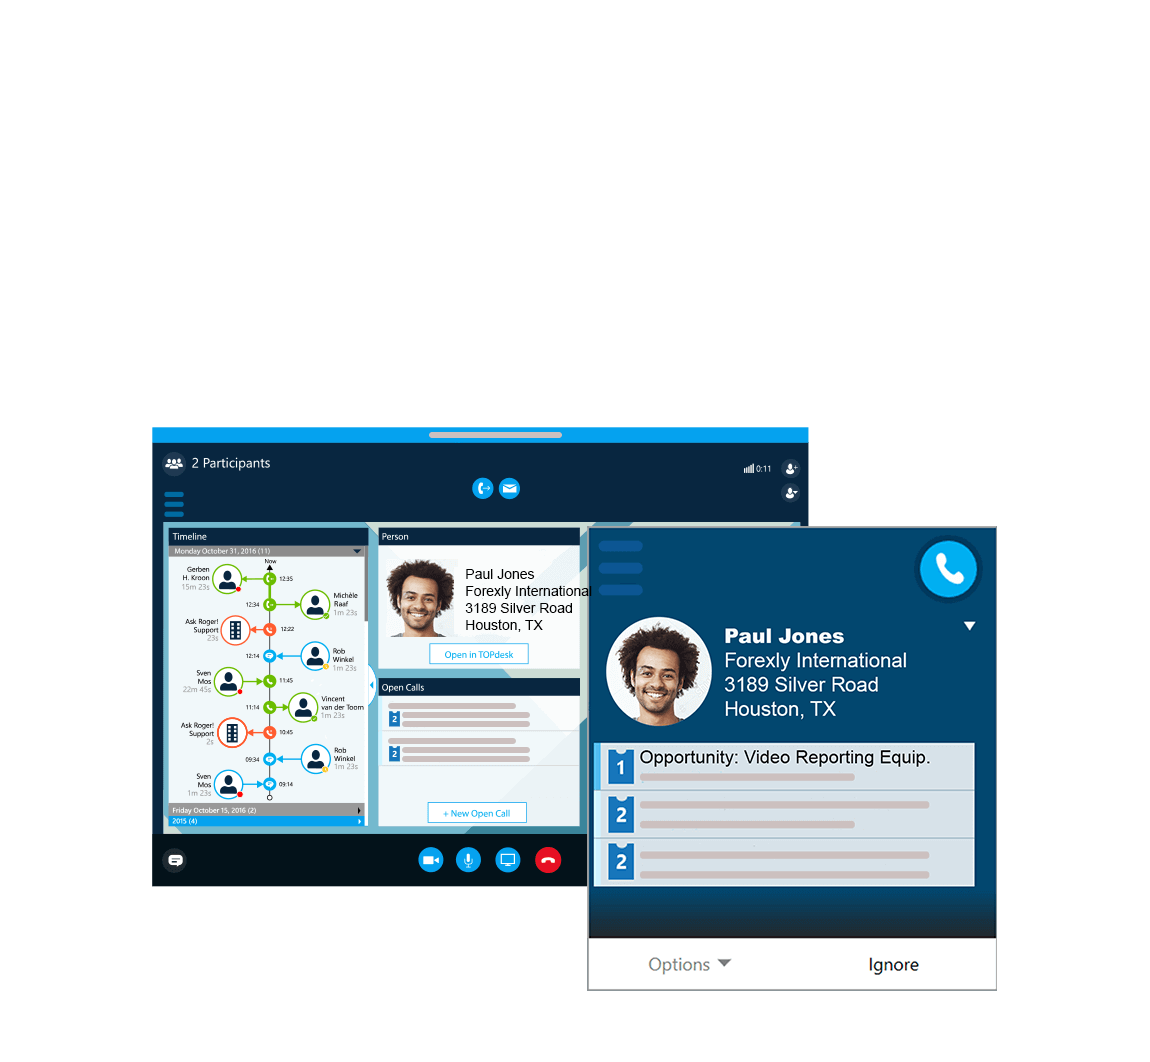 2 Participants
0:11
Timeline
Monday October 31, 2016 (11)
Now
Gerben
H. Kroon
15m 23s
12:35
12:34
Michèle
Raaf
1m 23s
Ask Roger!
Support
23s
12:22
12:14
Rob
Winkel
1m 23s
Sven
Mos
22m 45s
11:45
11:14
Vincent
van der Toorn
1m 23s
Ask Roger!
Support
2s
10:45
09:34
Rob
Winkel
1m 23s
Sven
Mos
1m 23s
09:14
Friday October 15, 2016 (2)
2015 (4)
Person
Paul Jones
Forexly International
3189 Silver Road
Houston, TX
Open in TOPdesk
Open Calls
2
2
+ New Open Call
Paul Jones
Forexly International
3189 Silver Road
Houston, TX
1
Opportunity: Video Reporting Equip.
2
2
Options
Ignore